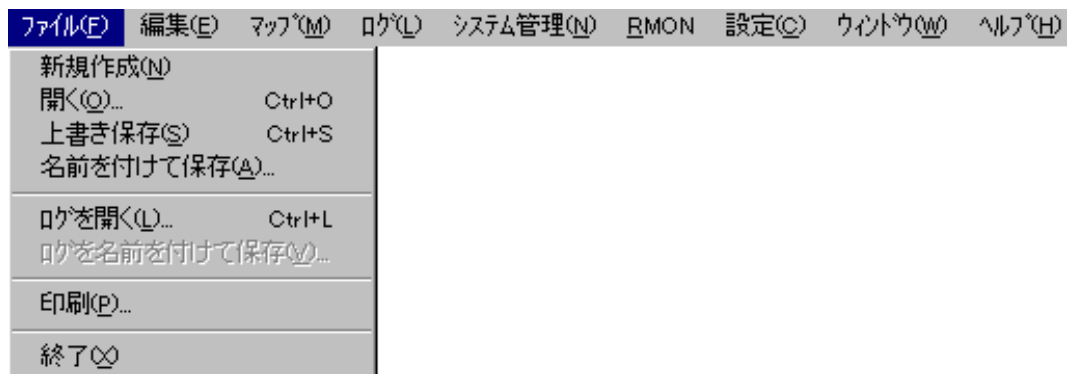 ファイル(F) 編集(E) マップ(M) ログ(L) システム管理(N) RMON 設定(C) ウィンドウ(W) ヘルプ(H)
新規作成(N)
開く(O)... Ctrl+O
上書き保存(S) Ctrl+S
名前を付けて保存(A)...
ログを開く(L)... Ctrl+L
ログを名前を付けて保存(V)...
印刷(P)...
終了(X)